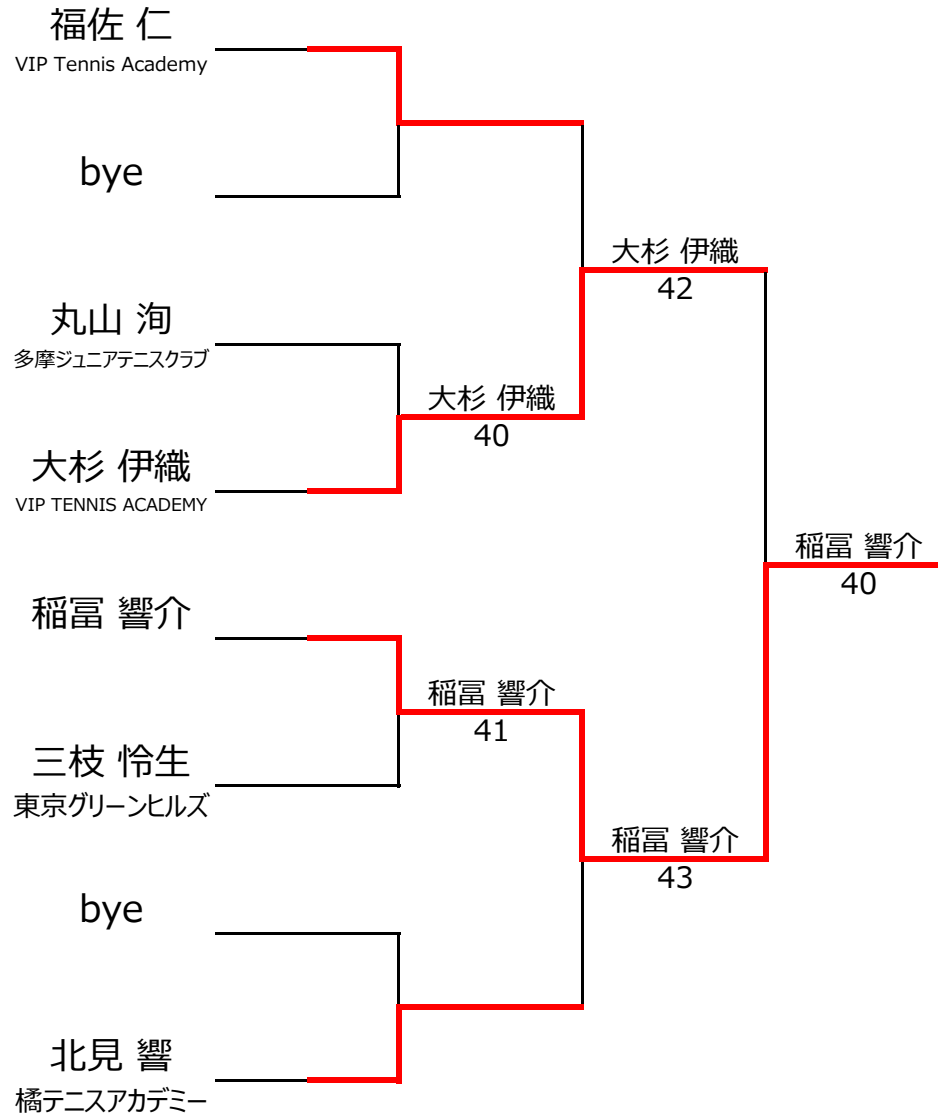 福佐 仁
VIP Tennis Academy
bye
大杉 伊織
42
丸山 洵
多摩ジュニアテニスクラブ
大杉 伊織
40
大杉 伊織
VIP TENNIS ACADEMY
稲冨 響介
40
稲冨 響介
稲冨 響介
41
三枝 怜生
東京グリーンヒルズ
稲冨 響介
43
bye
北見 響
橘テニスアカデミー